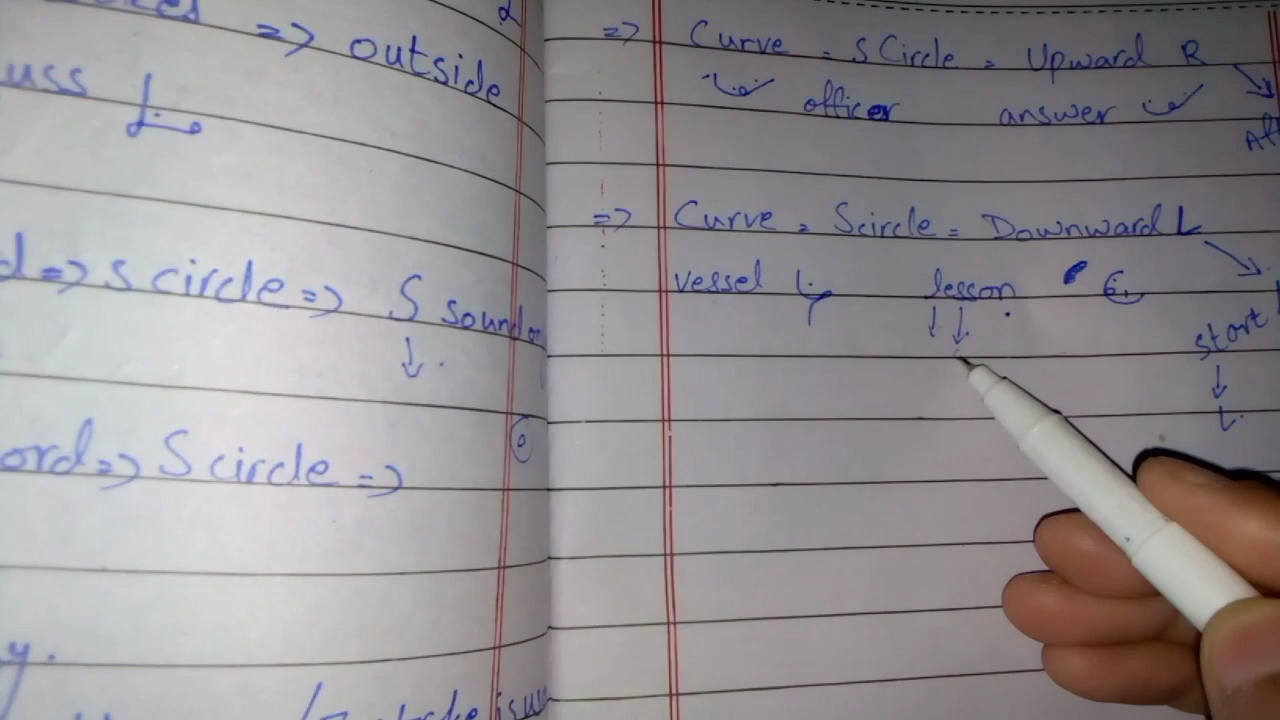 => outside
uss
d => S circle => S sound
ord => S circle =>
y.
=> Curve = S Circle = Upward R
officer answer
=> Curve = S circle = Downward L
vessel lesson
start
L